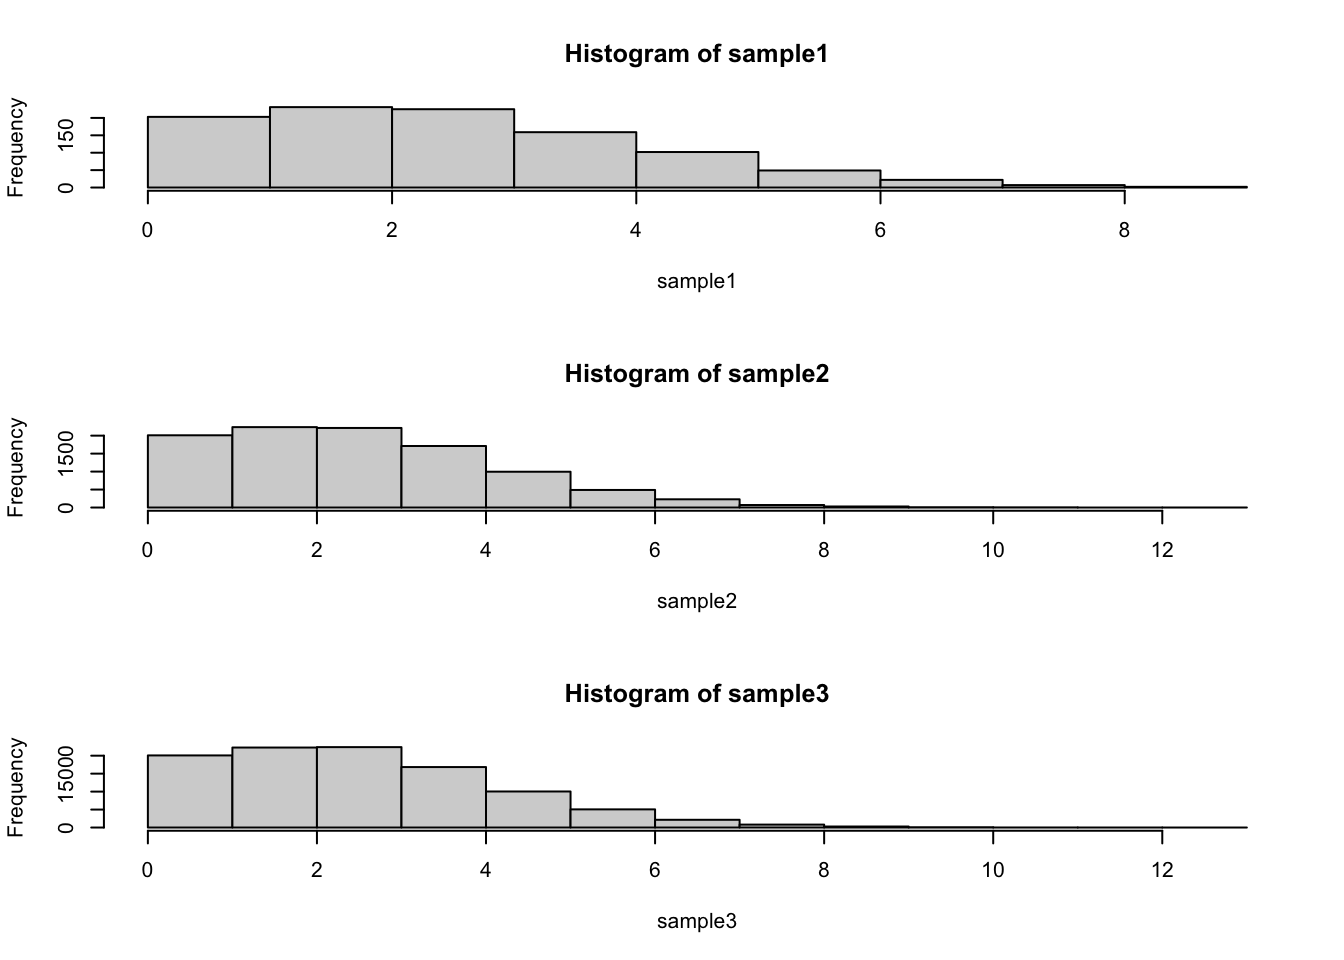 Histogram of sample1
Frequency
150
0
0 2 4 6 8
sample1
Histogram of sample2
Frequency
1500
0
0 2 4 6 8 10 12
sample2
Histogram of sample3
Frequency
15000
0
0 2 4 6 8 10 12
sample3